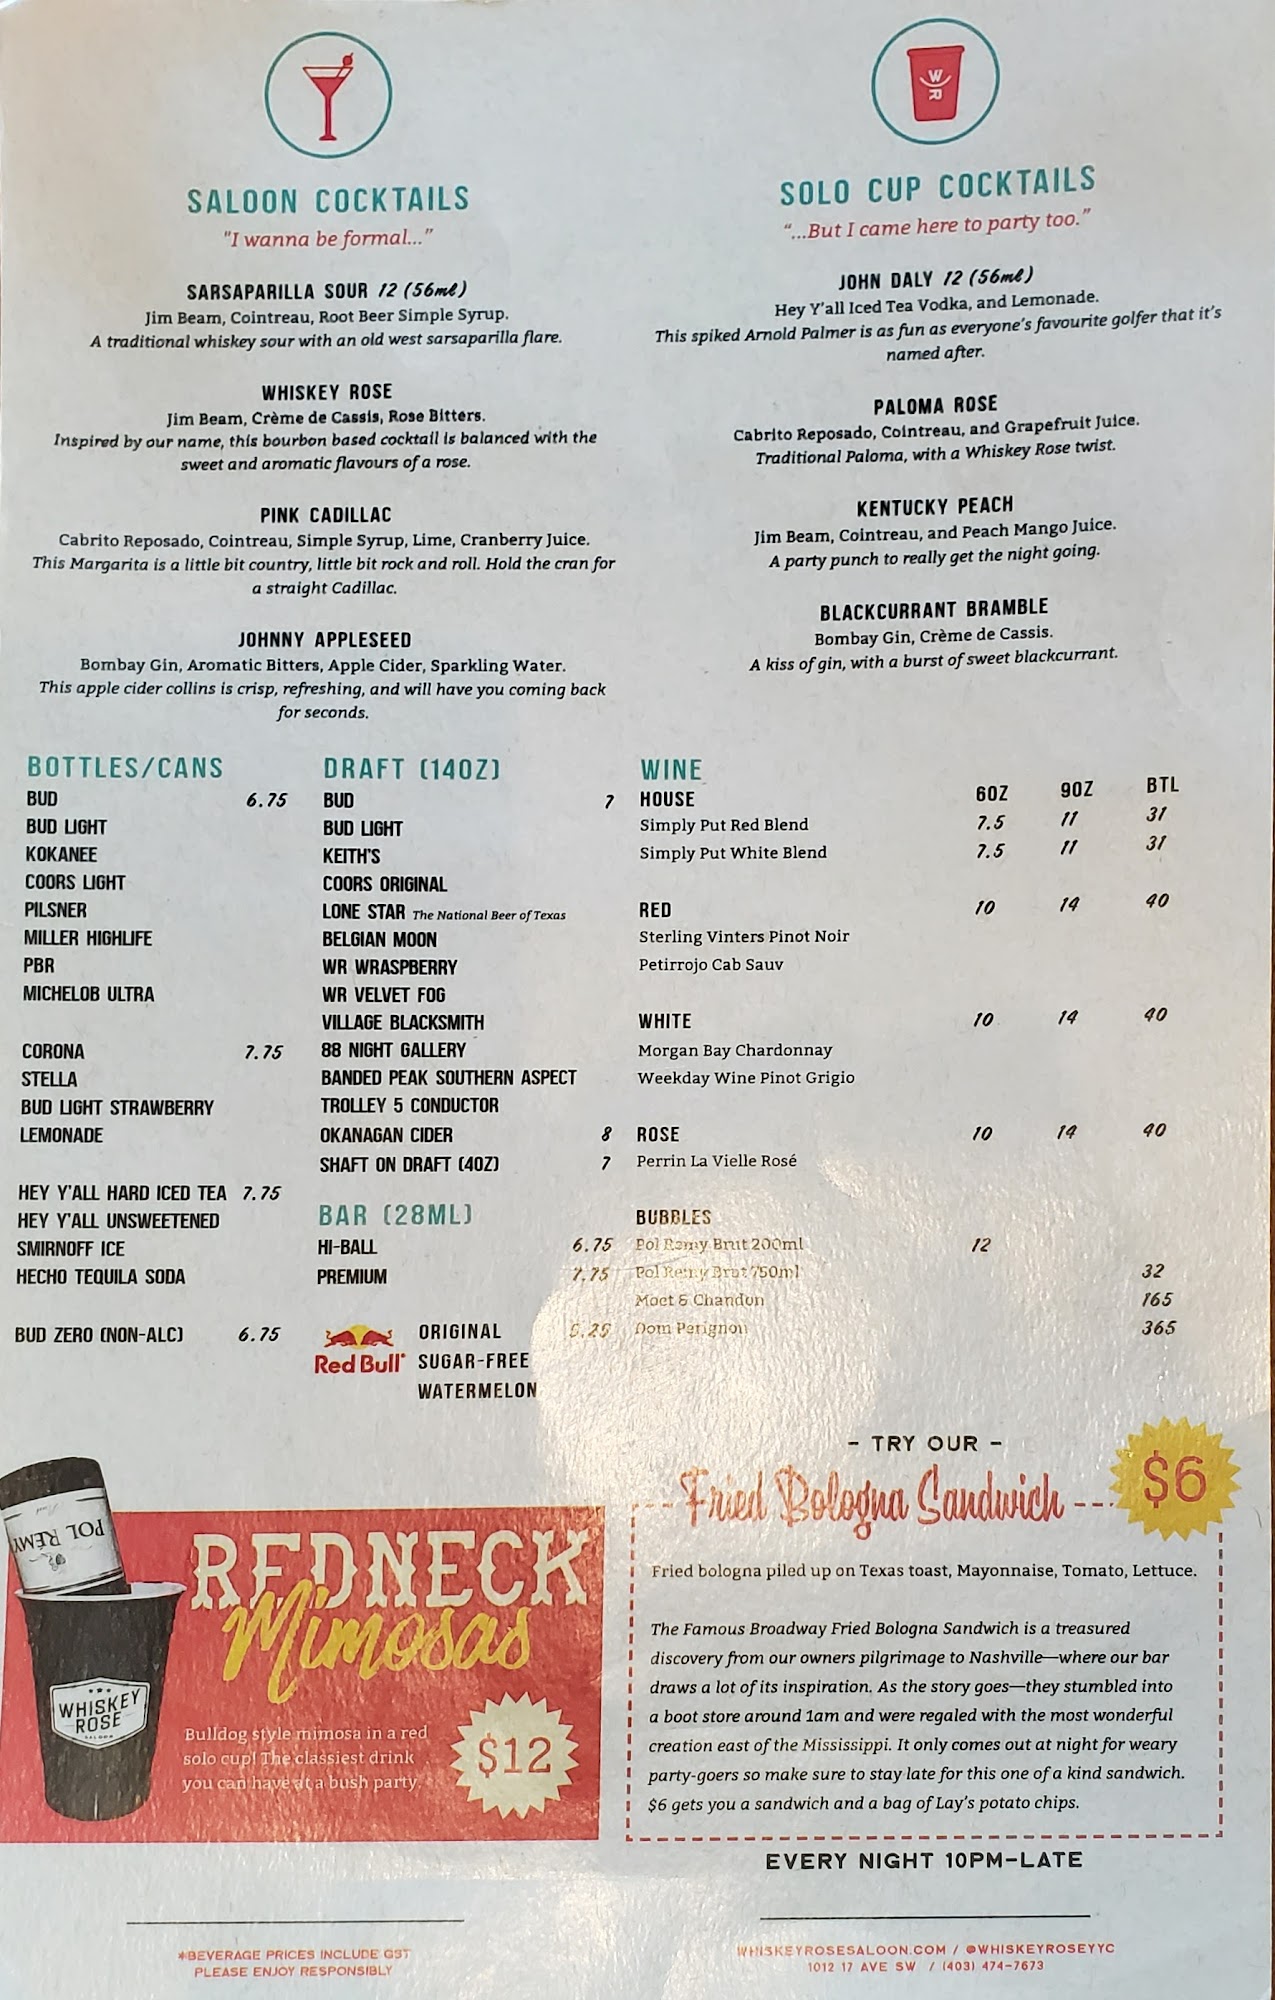 SALOON COCKTAILS
"I wanna be formal..."
SARSAPARILLA SOUR 12 (56ml)
Jim Beam, Cointreau, Root Beer Simple Syrup.
A traditional whiskey sour with an old west sarsaparilla flare.
WHISKEY ROSE
Jim Beam, Crème de Cassis, Rose Bitters.
Inspired by our name, this bourbon based cocktail is balanced with the
sweet and aromatic flavours of a rose.
PINK CADILLAC
Cabrito Reposado, Cointreau, Simple Syrup, Lime, Cranberry Juice.
This Margarita is a little bit country, little bit rock and roll. Hold the cran for
a straight Cadillac.
JOHNNY APPLESEED
Bombay Gin, Aromatic Bitters, Apple Cider, Sparkling Water.
This apple cider collins is crisp, refreshing, and will have you coming back
for seconds.
WR
SOLO CUP COCKTAILS
"...But I came here to party too."
JOHN DALY 12 (56ml)
Hey Y'all Iced Tea Vodka, and Lemonade.
This spiked Arnold Palmer is as fun as everyone's favourite golfer that it's
named after.
PALOMA ROSE
Cabrito Reposado, Cointreau, and Grapefruit Juice.
Traditional Paloma, with a Whiskey Rose twist.
KENTUCKY PEACH
Jim Beam, Cointreau, and Peach Mango Juice.
A party punch to really get the night going.
BLACKCURRANT BRAMBLE
Bombay Gin, Crème de Cassis.
A kiss of gin, with a burst of sweet blackcurrant.
BOTTLES/CANS
BUD 6.75
BUD LIGHT
KOKANEE
COORS LIGHT
PILSNER
MILLER HIGHLIFE
PBR
MICHELOB ULTRA
CORONA 7.75
STELLA
BUD LIGHT STRAWBERRY
LEMONADE
HEY Y'ALL HARD ICED TEA 7.75
HEY Y'ALL UNSWEETENED
SMIRNOFF ICE
HECHO TEQUILA SODA
BUD ZERO (NON-ALC) 6.75
DRAFT (14OZ)
BUD 7
BUD LIGHT
KEITH'S
COORS ORIGINAL
LONE STAR The National Beer of Texas
BELGIAN MOON
WR WRASPBERRY
WR VELVET FOG
VILLAGE BLACKSMITH
88 NIGHT GALLERY
BANDED PEAK SOUTHERN ASPECT
TROLLEY 5 CONDUCTOR
OKANAGAN CIDER 8
SHAFT ON DRAFT (4OZ) 7
BAR (28ML)
HI-BALL 6.75
PREMIUM 7.75
Red Bull ORIGINAL 5.25
SUGAR-FREE
WATERMELON
WINE
HOUSE 6OZ 9OZ BTL
Simply Put Red Blend 7.5 11 31
Simply Put White Blend 7.5 11 31
RED 10 14 40
Sterling Vinters Pinot Noir
Petirrojo Cab Sauv
WHITE 10 14 40
Morgan Bay Chardonnay
Weekday Wine Pinot Grigio
ROSE 10 14 40
Perrin La Vielle Rosé
BUBBLES
Pol Remy Brut 200ml 12
Pol Remy Brut 750ml 32
Moet & Chandon 165
Dom Perignon 365
POL REMY
WHISKEY
ROSE
SALOON
REDNECK
Mimosas
Bulldog style mimosa in a red
solo cup! The classiest drink
you can have at a bush party.
$12
- TRY OUR -
Fried Bologna Sandwich
$6
Fried bologna piled up on Texas toast, Mayonnaise, Tomato, Lettuce.
The Famous Broadway Fried Bologna Sandwich is a treasured
discovery from our owners pilgrimage to Nashville—where our bar
draws a lot of its inspiration. As the story goes—they stumbled into
a boot store around 1am and were regaled with the most wonderful
creation east of the Mississippi. It only comes out at night for weary
party-goers so make sure to stay late for this one of a kind sandwich.
$6 gets you a sandwich and a bag of Lay's potato chips.
EVERY NIGHT 10PM-LATE
*BEVERAGE PRICES INCLUDE GST
PLEASE ENJOY RESPONSIBLY
WHISKEYROSESALOON.COM / @WHISKEYROSEYYC
1012 17 AVE SW / (403) 474-7673